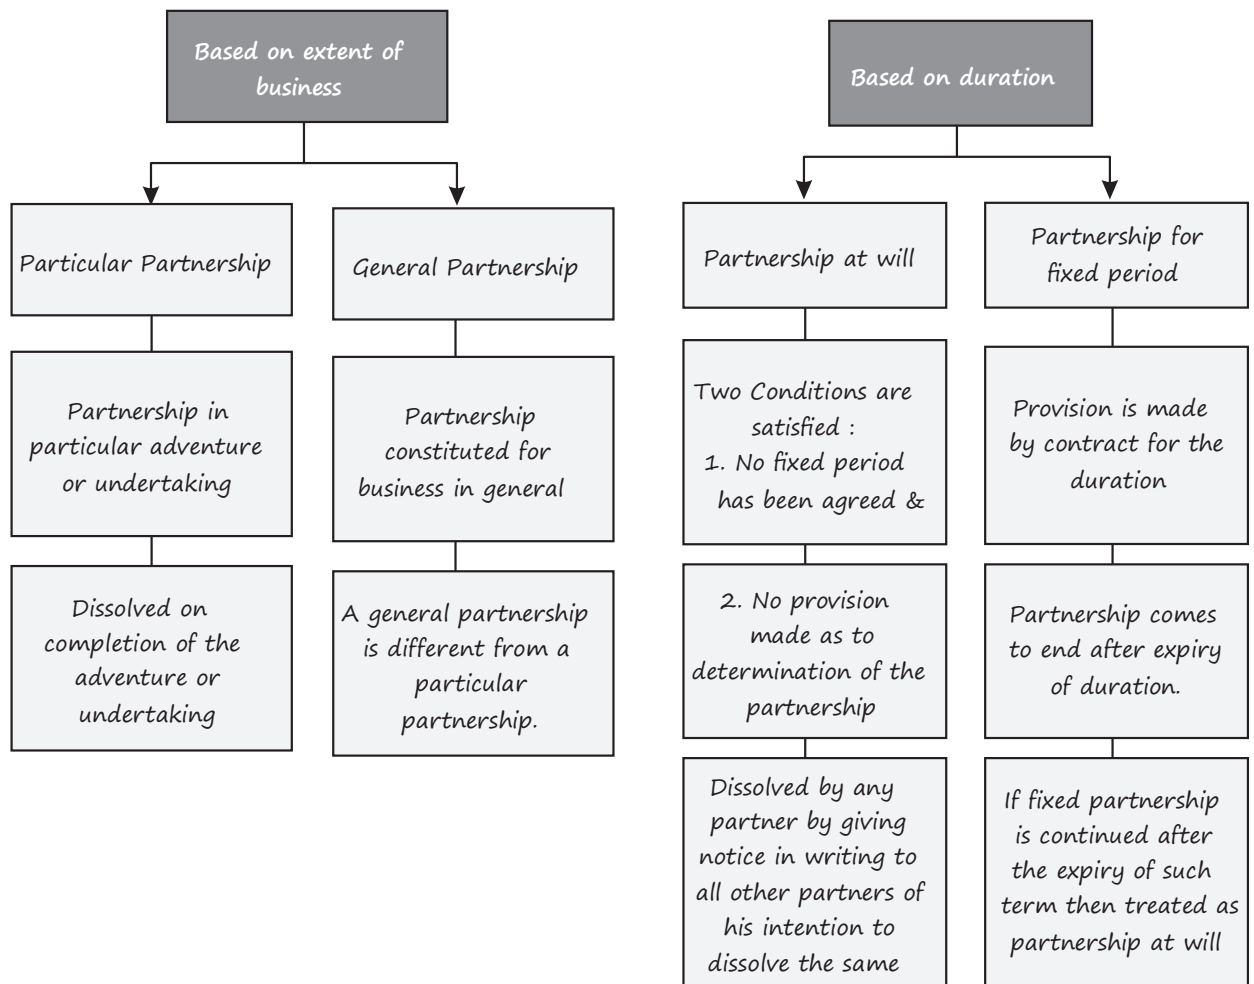 Based on extent of
business
Particular Partnership
Partnership in
particular adventure
or undertaking
Dissolved on
completion of the
adventure or
undertaking
General Partnership
Partnership
constituted for
business in general
A general partnership
is different from a
particular
partnership.
Based on duration
Partnership at will
Two Conditions are
satisfied :
1. No fixed period
has been agreed &
2. No provision
made as to
determination of the
partnership
Dissolved by any
partner by giving
notice in writing to
all other partners of
his intention to
dissolve the same
Partnership for
fixed period
Provision is made
by contract for the
duration
Partnership comes
to end after expiry
of duration.
If fixed partnership
is continued after
the expiry of such
term then treated as
partnership at will